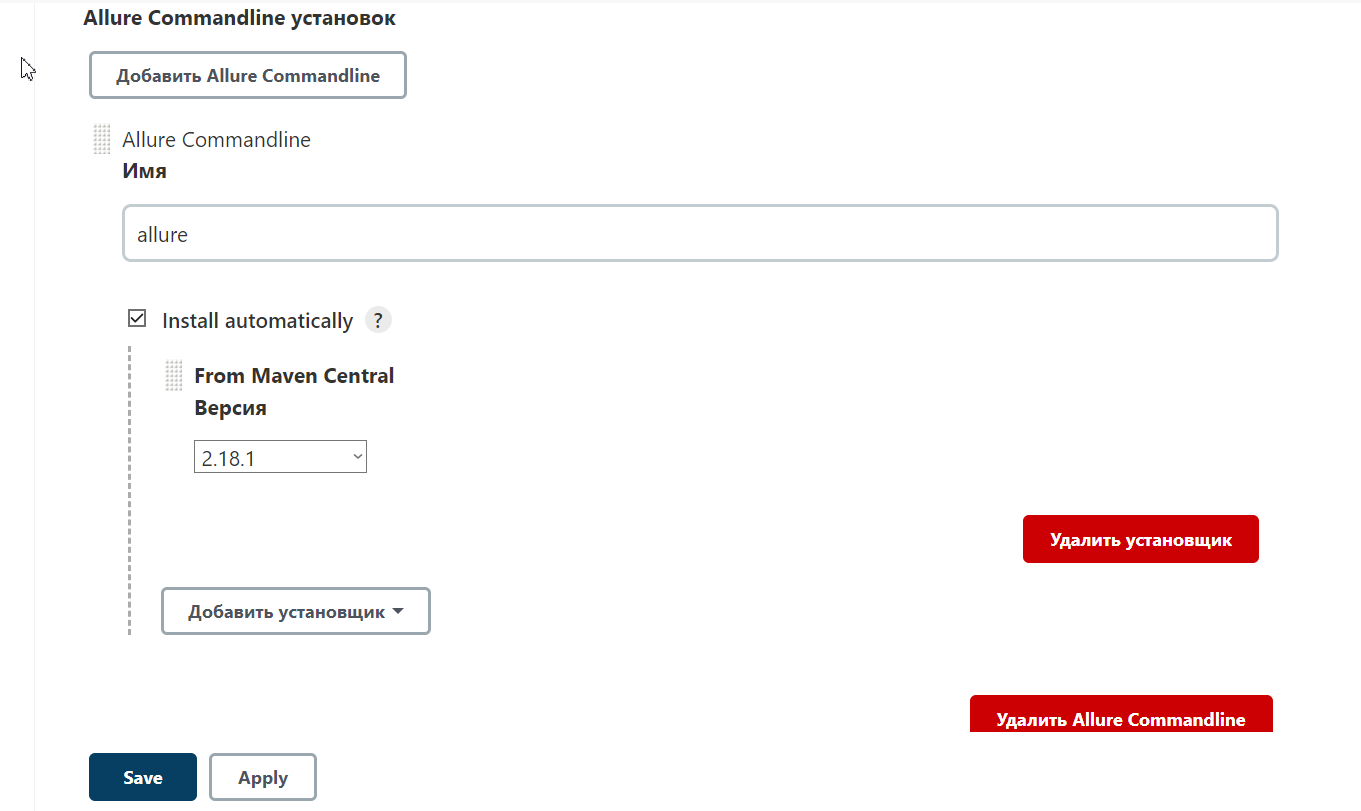 Allure Commandline установок
Добавить Allure Commandline
Allure Commandline
Имя
allure
Install automatically ?
From Maven Central
Версия
2.18.1
Удалить установщик
Добавить установщик
Удалить Allure Commandline
Save Apply